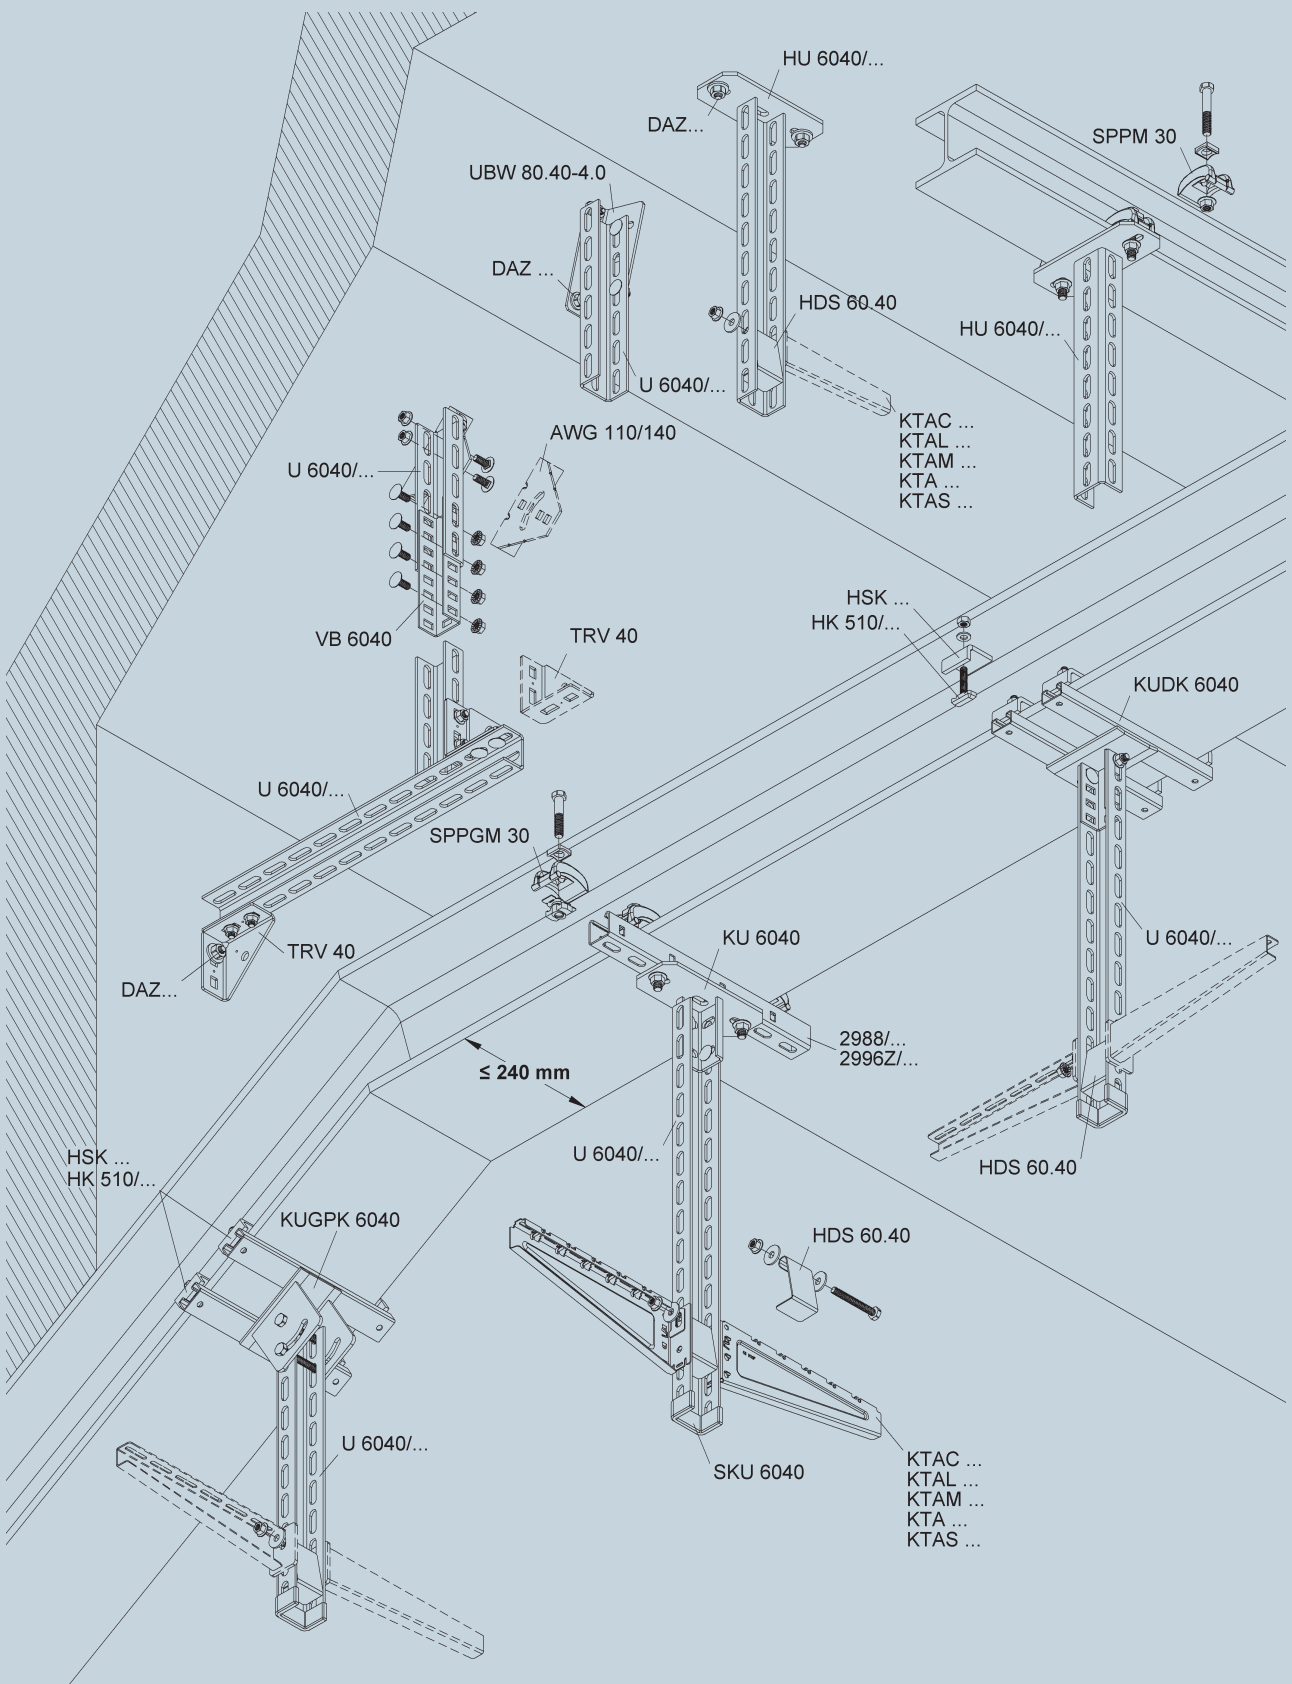 HU 6040/...
DAZ...
SPPM 30
UBW 80.40-4.0
DAZ ...
HDS 60.40
HU 6040/...
U 6040/...
KTAC ...
KTAL ...
KTAM ...
KTA ...
KTAS ...
AWG 110/140
U 6040/...
HSK ...
HK 510/...
VB 6040
TRV 40
KUDK 6040
U 6040/...
SPPGM 30
KU 6040
U 6040/...
TRV 40
DAZ...
2988/...
2996Z/...
≤ 240 mm
U 6040/...
HSK ...
HK 510/...
HDS 60.40
KUGPK 6040
HDS 60.40
U 6040/...
SKU 6040
KTAC ...
KTAL ...
KTAM ...
KTA ...
KTAS ...